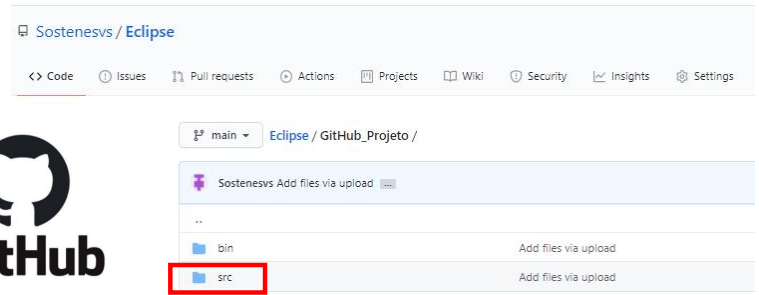 Sostenesvs / Eclipse
<> Code Issues Pull requests Actions Projects Wiki Security Insights Settings
main Eclipse / GitHub_Projeto /
Sostenesvs Add files via upload ...
..
bin Add files via upload
tHub
src Add files via upload